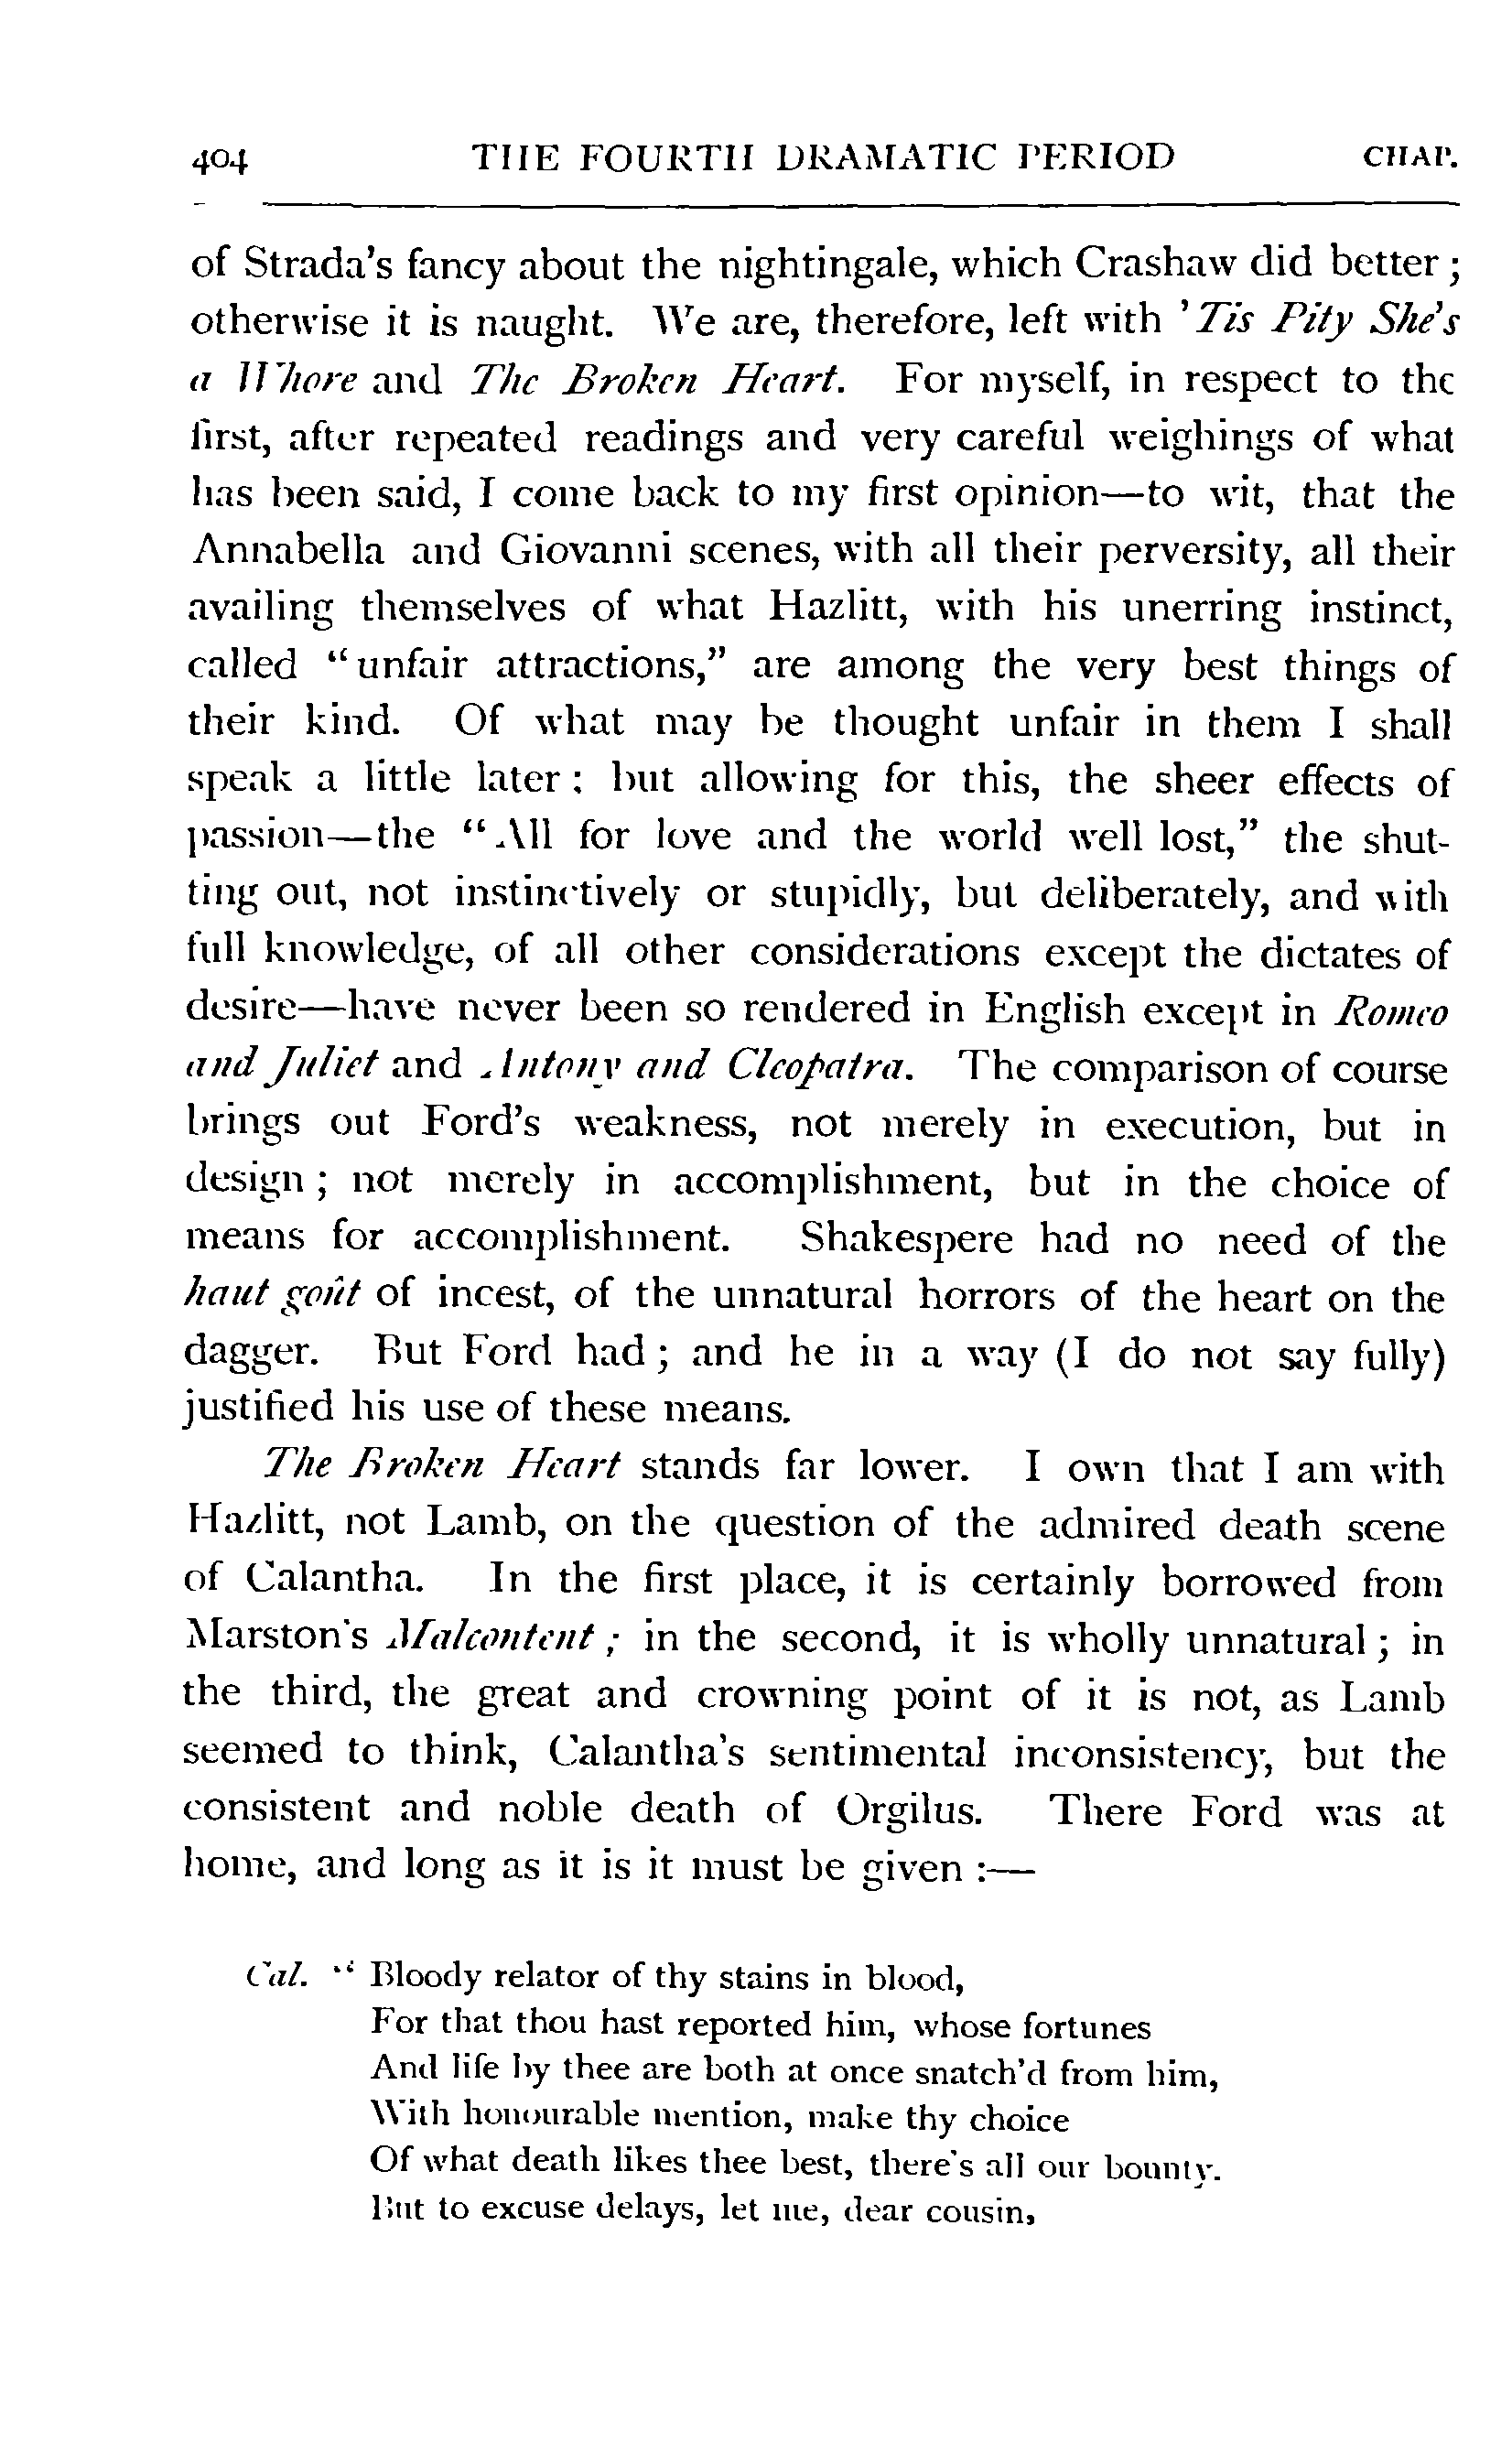 404 THE FOURTH DRAMATIC PERIOD CHAP.
of Strada's fancy about the nightingale, which Crashaw did better;
otherwise it is naught. We are, therefore, left with 'Tis Pity She's
a Whore and The Broken Heart. For myself, in respect to the
first, after repeated readings and very careful weighings of what
has been said, I come back to my first opinion—to wit, that the
Annabella and Giovanni scenes, with all their perversity, all their
availing themselves of what Hazlitt, with his unerring instinct,
called "unfair attractions," are among the very best things of
their kind. Of what may be thought unfair in them I shall
speak a little later: but allowing for this, the sheer effects of
passion—the "All for love and the world well lost," the shut-
ting out, not instinctively or stupidly, but deliberately, and with
full knowledge, of all other considerations except the dictates of
desire—have never been so rendered in English except in Romeo
and Juliet and Antony and Cleopatra. The comparison of course
brings out Ford's weakness, not merely in execution, but in
design; not merely in accomplishment, but in the choice of
means for accomplishment. Shakespere had no need of the
haut goût of incest, of the unnatural horrors of the heart on the
dagger. But Ford had; and he in a way (I do not say fully)
justified his use of these means.
The Broken Heart stands far lower. I own that I am with
Hazlitt, not Lamb, on the question of the admired death scene
of Calantha. In the first place, it is certainly borrowed from
Marston's Malcontent; in the second, it is wholly unnatural; in
the third, the great and crowning point of it is not, as Lamb
seemed to think, Calantha's sentimental inconsistency, but the
consistent and noble death of Orgilus. There Ford was at
home, and long as it is it must be given:—
Cal. "Bloody relator of thy stains in blood,
For that thou hast reported him, whose fortunes
And life by thee are both at once snatch'd from him,
With honourable mention, make thy choice
Of what death likes thee best, there's all our bounty.
But to excuse delays, let me, dear cousin,